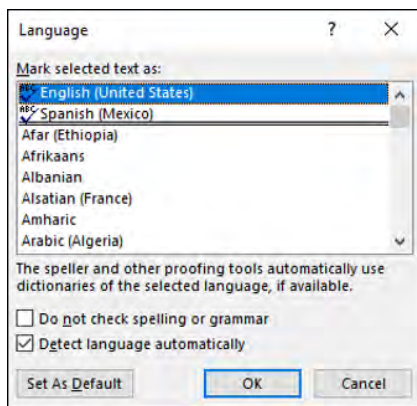 Language ? ×
Mark selected text as:
ABC English (United States)
ABC Spanish (Mexico)
Afar (Ethiopia)
Afrikaans
Albanian
Alsatian (France)
Amharic
Arabic (Algeria)
The speller and other proofing tools automatically use
dictionaries of the selected language, if available.
Do not check spelling or grammar
Detect language automatically
Set As Default OK Cancel